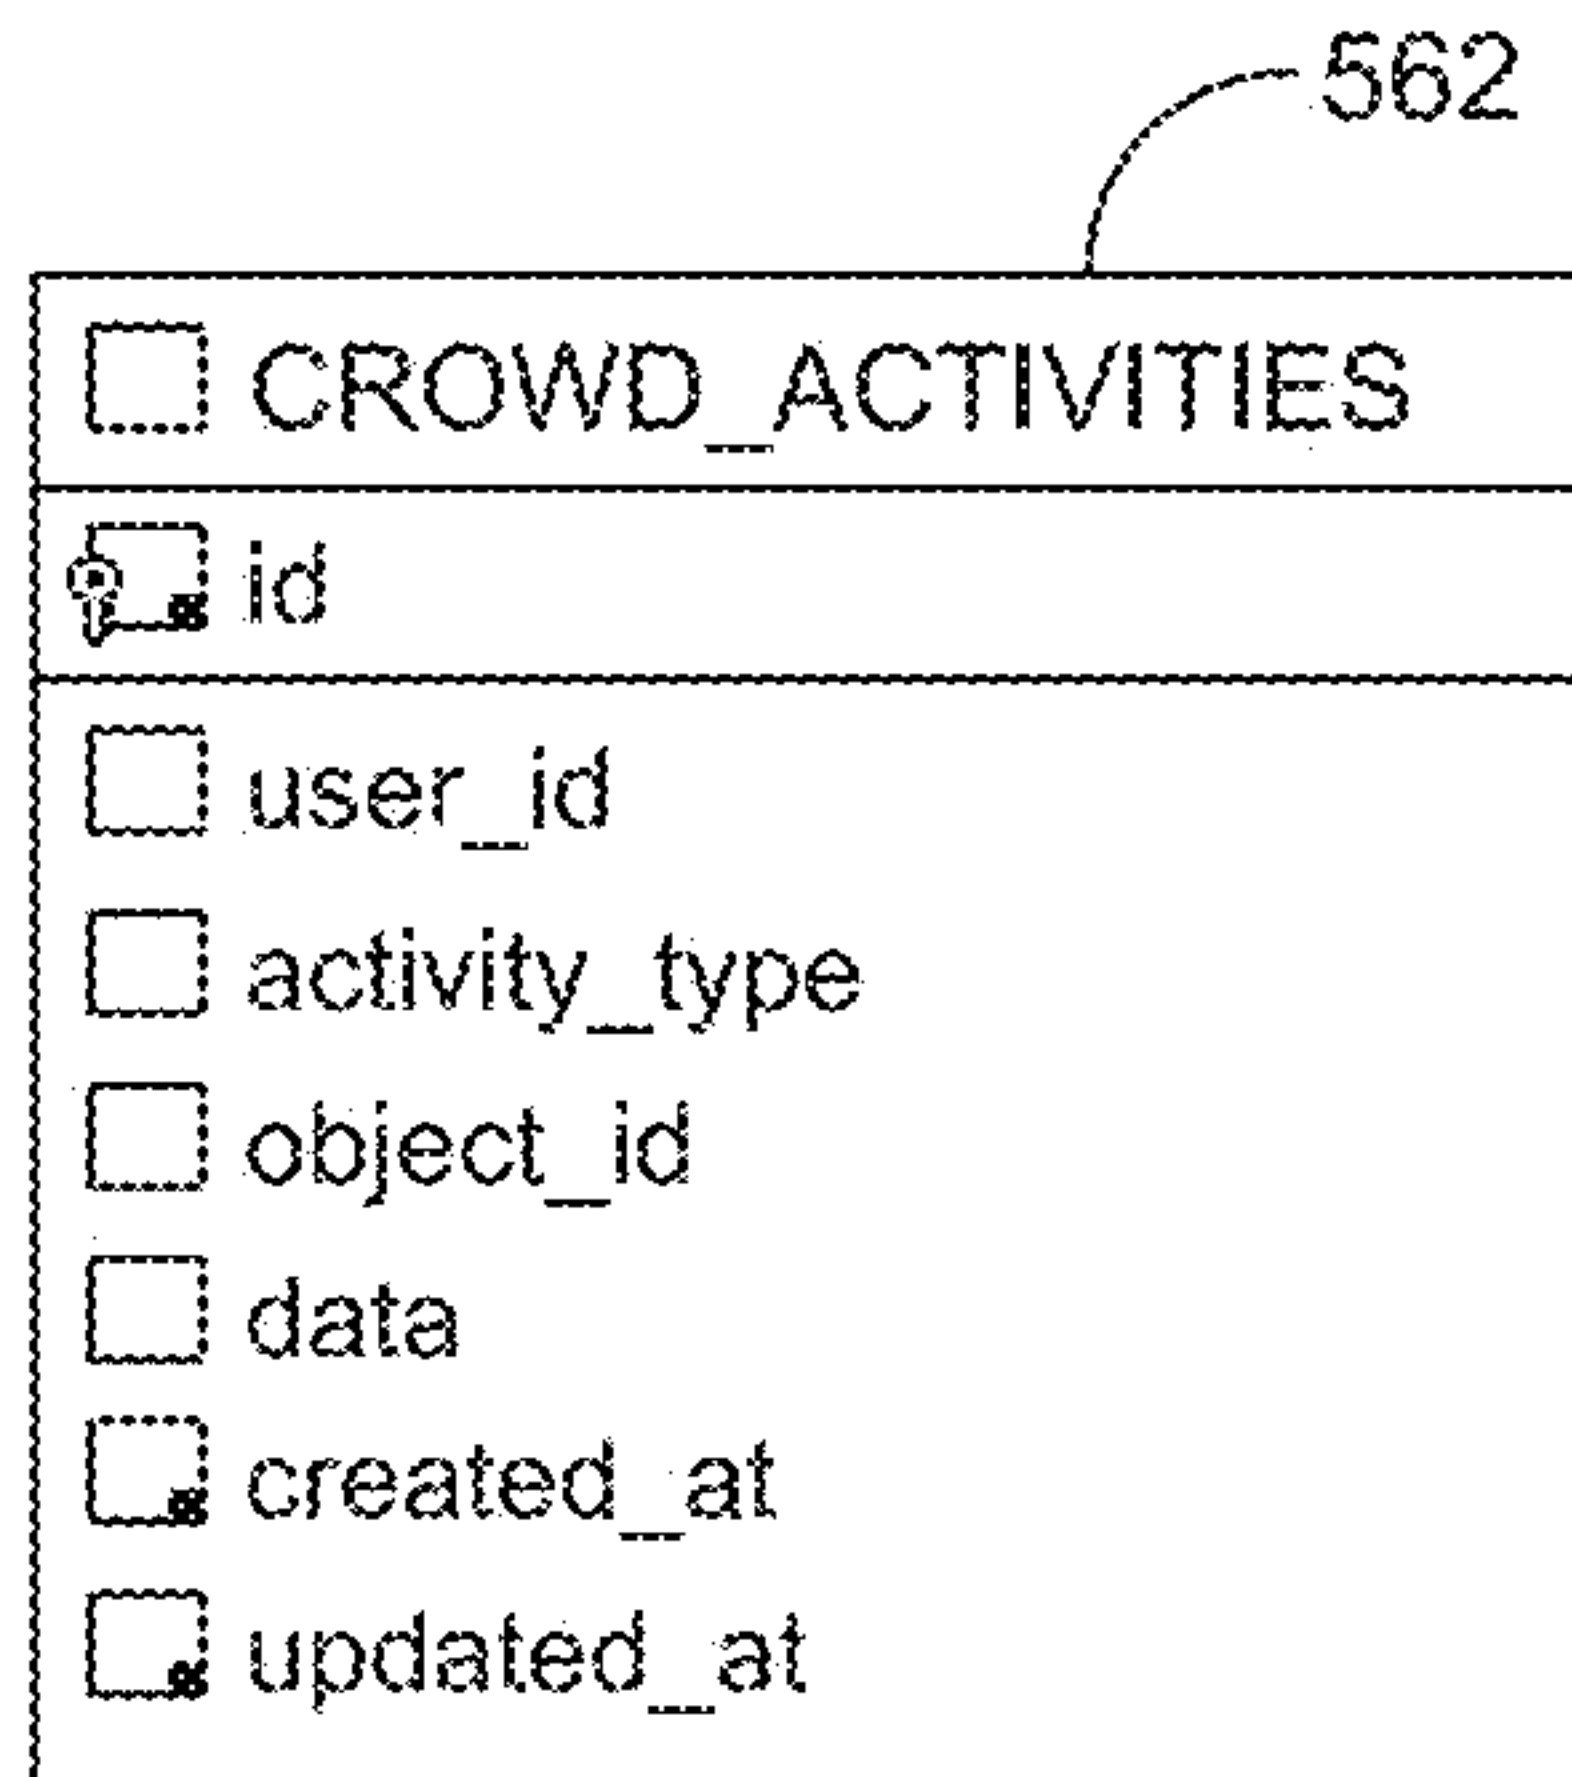 562
CROWD_ACTIVITIES
id
user_id
activity_type
object_id
data
created_at
updated_at